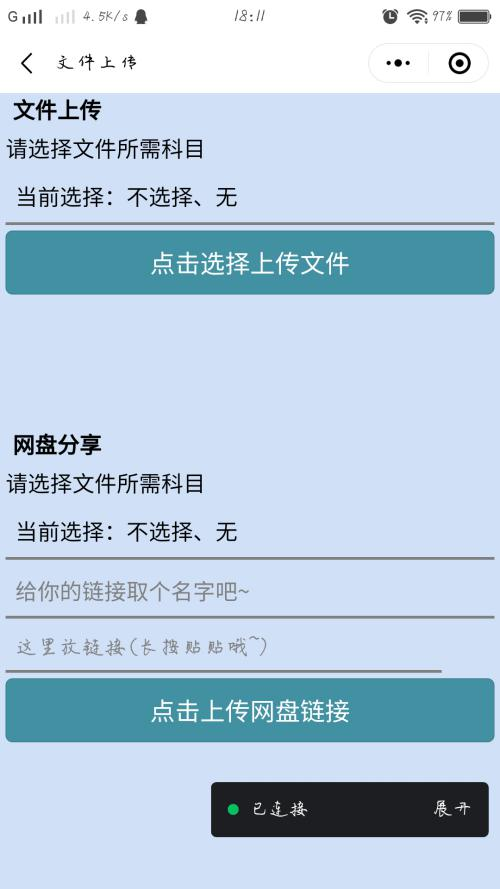 G 4.5K/s 18:11 97%
文件上传
文件上传
请选择文件所需科目
当前选择：不选择、无
点击选择上传文件
网盘分享
请选择文件所需科目
当前选择：不选择、无
给你的链接取个名字吧~
这里放链接(长按贴贴哦~)
点击上传网盘链接
已连接 展开